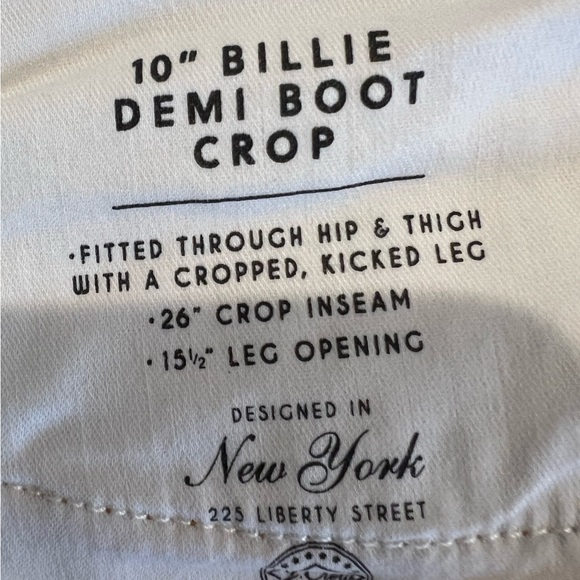 10" BILLIE
DEMI BOOT
CROP
•FITTED THROUGH HIP & THIGH
WITH A CROPPED, KICKED LEG
•26" CROP INSEAM
•15½" LEG OPENING
DESIGNED IN
New York
225 LIBERTY STREET
J.Crew